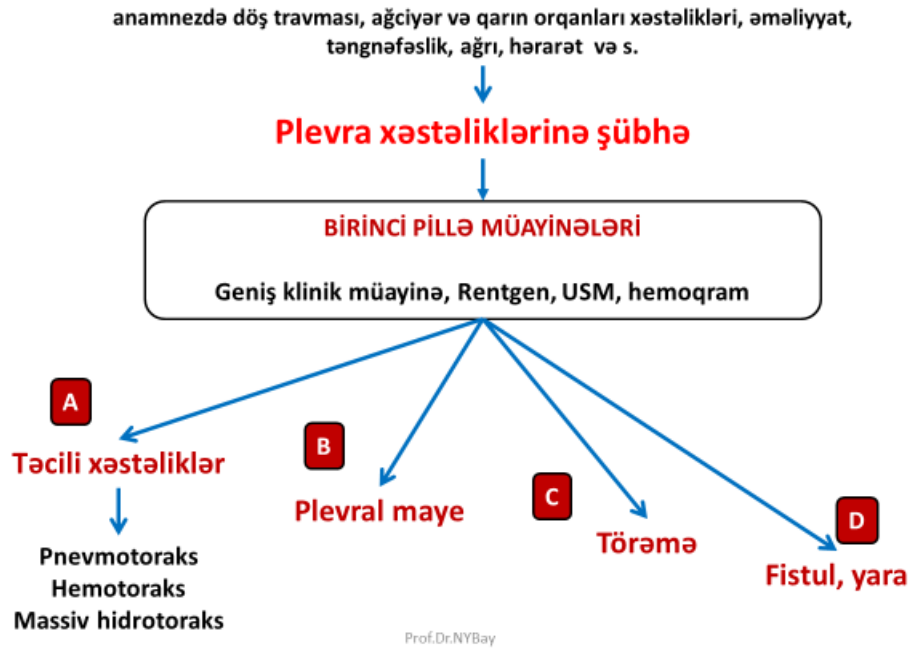 anamnezdə döş travması, ağciyər və qarın orqanları xəstəlikləri, əməliyyat,
təngnəfəslik, ağrı, hərarət və s.
Plevra xəstəliklərinə şübhə
BİRİNCİ PİLLƏ MÜAYİNƏLƏRİ
Geniş klinik müayinə, Rentgen, USM, hemoqram
A
Təcili xəstəliklər
Pnevmotoraks
Hemotoraks
Massiv hidrotoraks
B
Plevral maye
C
Törəmə
D
Fistul, yara
Prof.Dr.NYBay